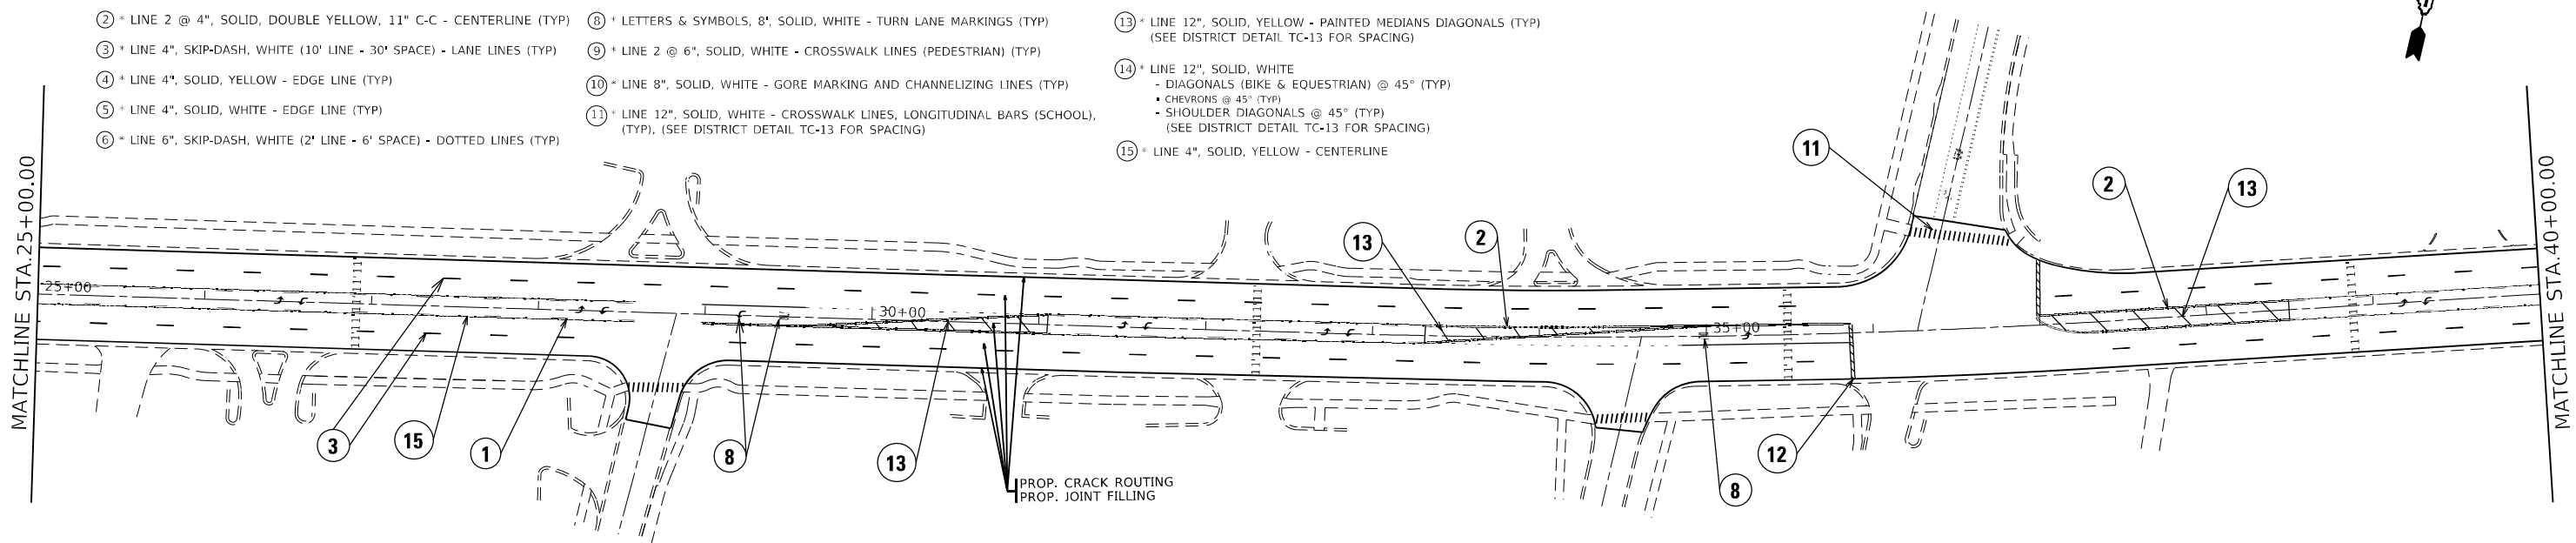 ② * LINE 2 @ 4", SOLID, DOUBLE YELLOW, 11" C-C - CENTERLINE (TYP)
③ * LINE 4", SKIP-DASH, WHITE (10' LINE - 30' SPACE) - LANE LINES (TYP)
④ * LINE 4", SOLID, YELLOW - EDGE LINE (TYP)
⑤ * LINE 4", SOLID, WHITE - EDGE LINE (TYP)
⑥ * LINE 6", SKIP-DASH, WHITE (2' LINE - 6' SPACE) - DOTTED LINES (TYP)
⑧ * LETTERS & SYMBOLS, 8', SOLID, WHITE - TURN LANE MARKINGS (TYP)
⑨ * LINE 2 @ 6", SOLID, WHITE - CROSSWALK LINES (PEDESTRIAN) (TYP)
⑩ * LINE 8", SOLID, WHITE - GORE MARKING AND CHANNELIZING LINES (TYP)
⑪ * LINE 12", SOLID, WHITE - CROSSWALK LINES, LONGITUDINAL BARS (SCHOOL),
(TYP), (SEE DISTRICT DETAIL TC-13 FOR SPACING)
⑬ * LINE 12", SOLID, YELLOW - PAINTED MEDIANS DIAGONALS (TYP)
(SEE DISTRICT DETAIL TC-13 FOR SPACING)
⑭ * LINE 12", SOLID, WHITE
- DIAGONALS (BIKE & EQUESTRIAN) @ 45° (TYP)
▪ CHEVRONS @ 45° (TYP)
- SHOULDER DIAGONALS @ 45° (TYP)
(SEE DISTRICT DETAIL TC-13 FOR SPACING)
⑮ * LINE 4", SOLID, YELLOW - CENTERLINE
MATCHLINE STA.25+00.00
25+00
30+00
35+00
11
2
13
13
2
3
15
1
8
13
12
8
PROP. CRACK ROUTING
PROP. JOINT FILLING
MATCHLINE STA.40+00.00